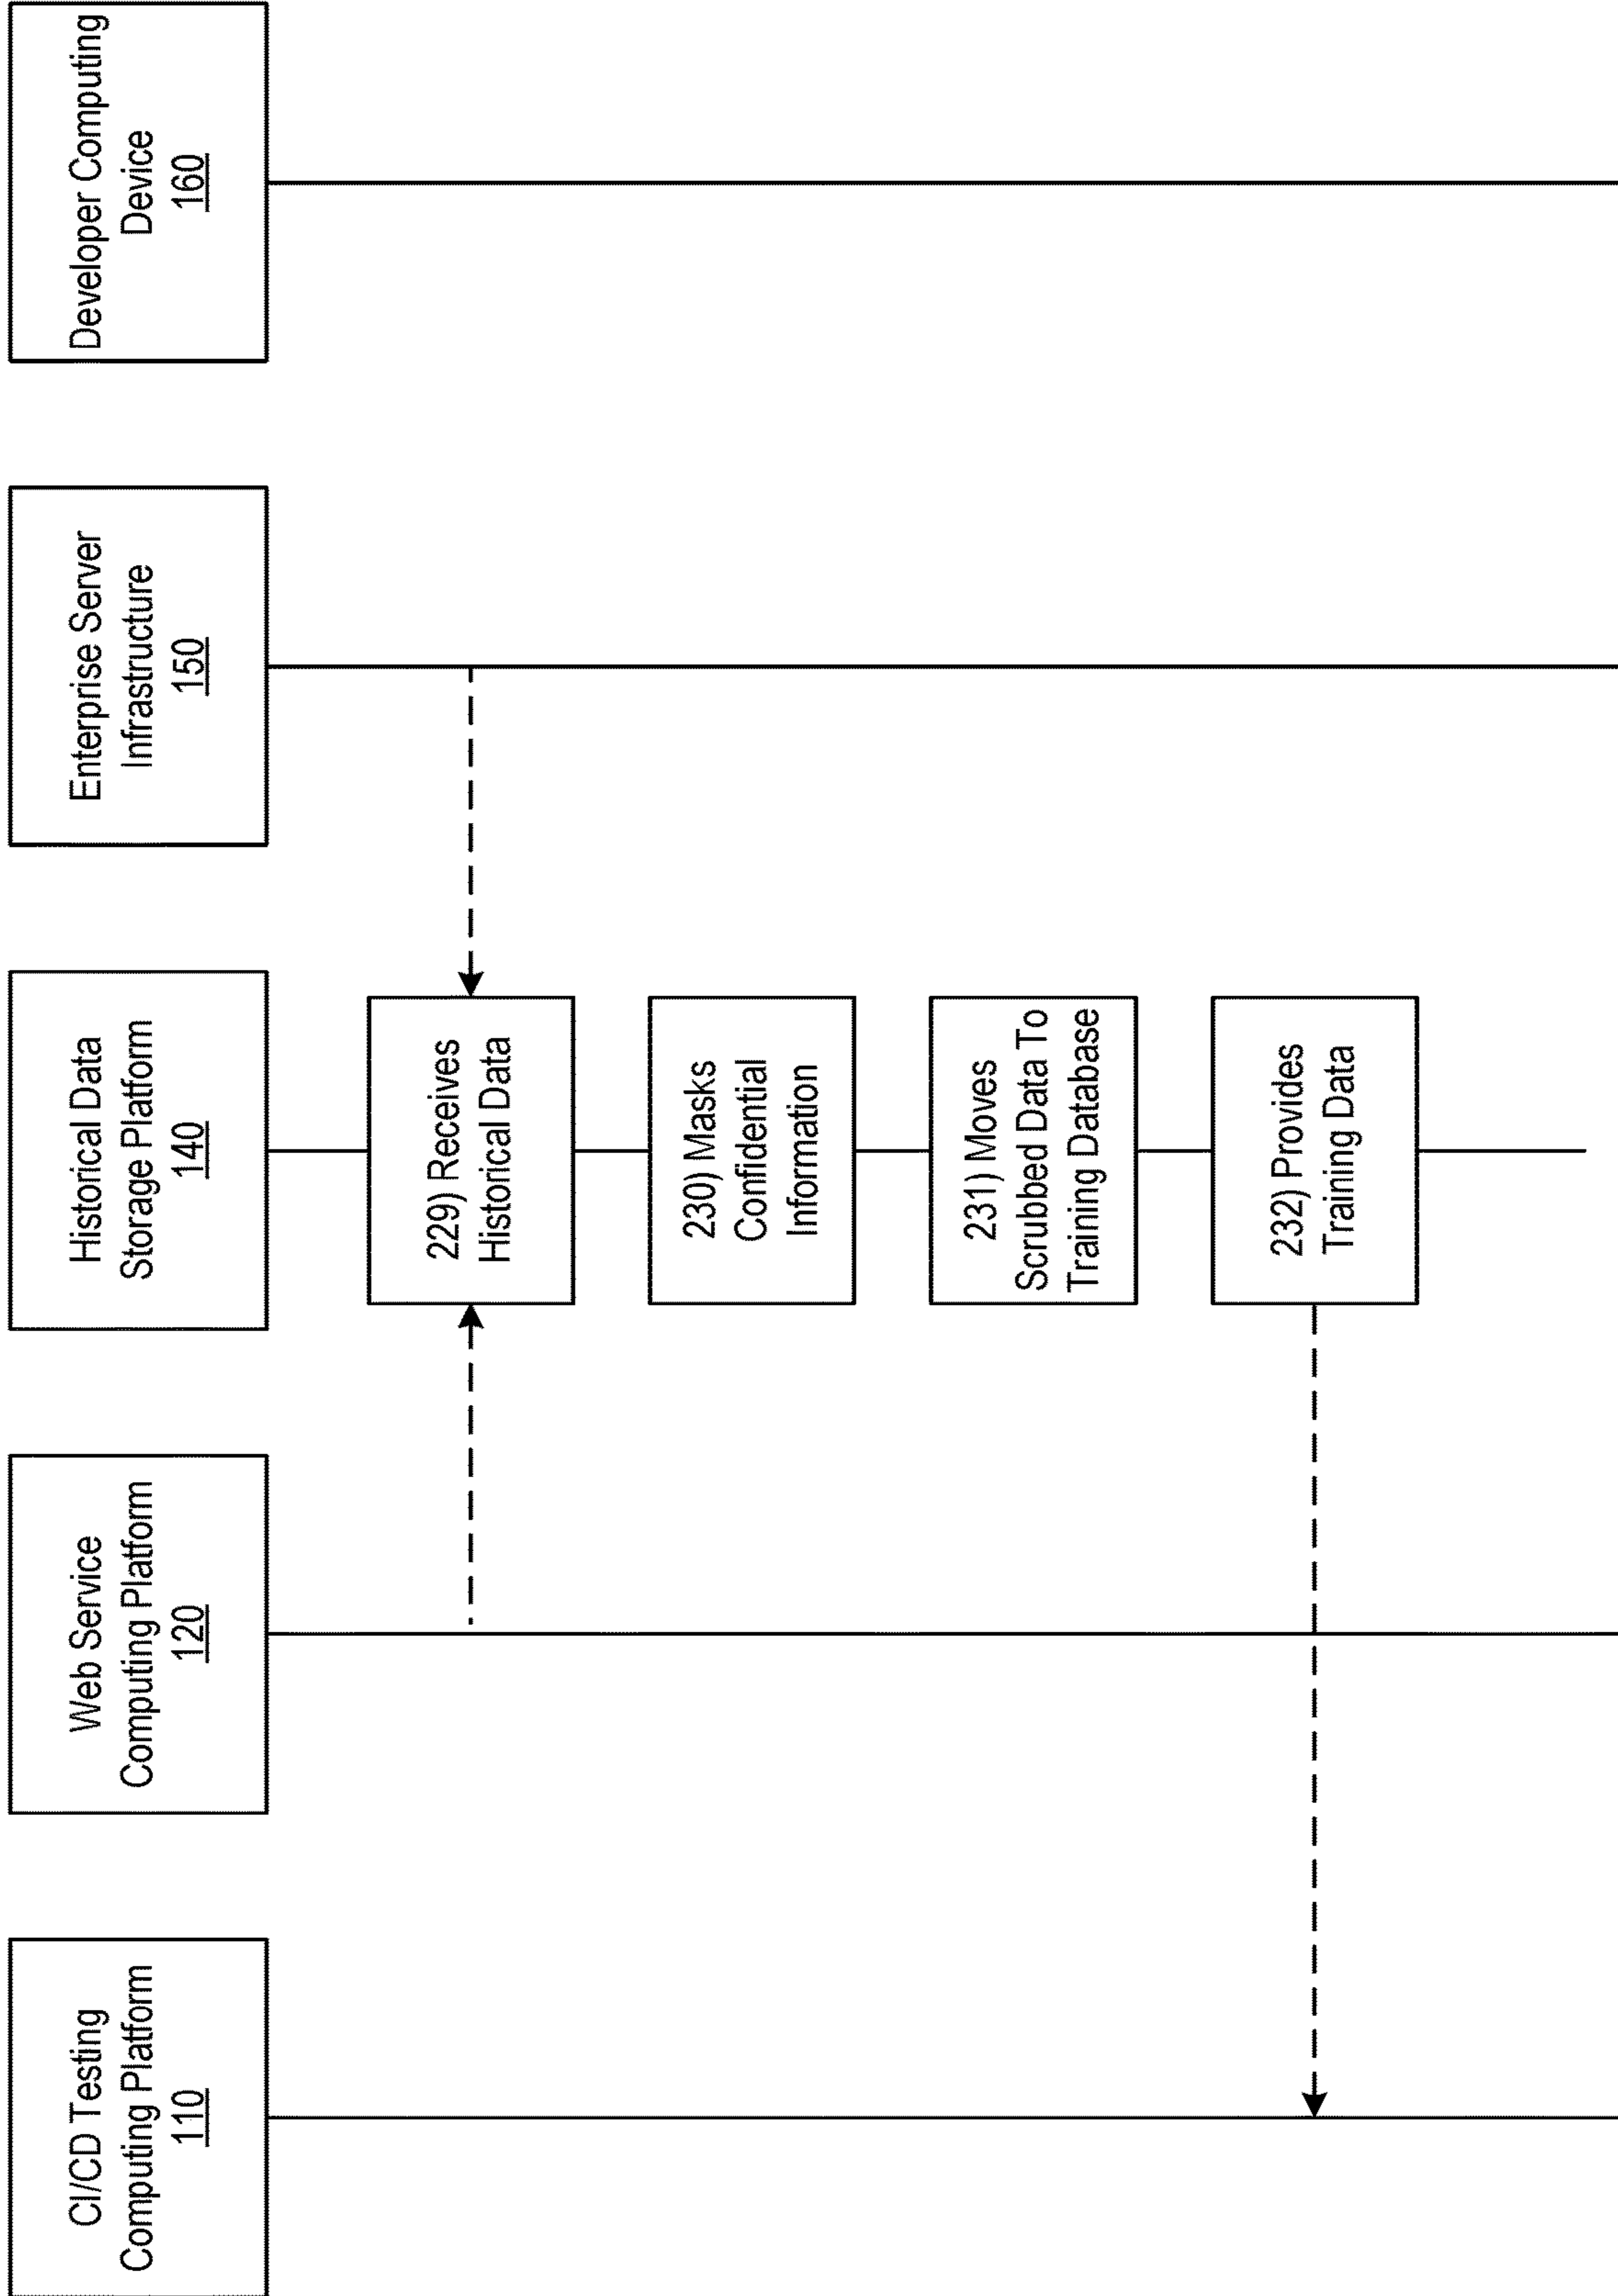 CI/CD Testing
Computing Platform
110
Web Service
Computing Platform
120
Historical Data
Storage Platform
140
Enterprise Server
Infrastructure
150
Developer Computing
Device
160
229) Receives
Historical Data
230) Masks
Confidential
Information
231) Moves
Scrubbed Data To
Training Database
232) Provides
Training Data